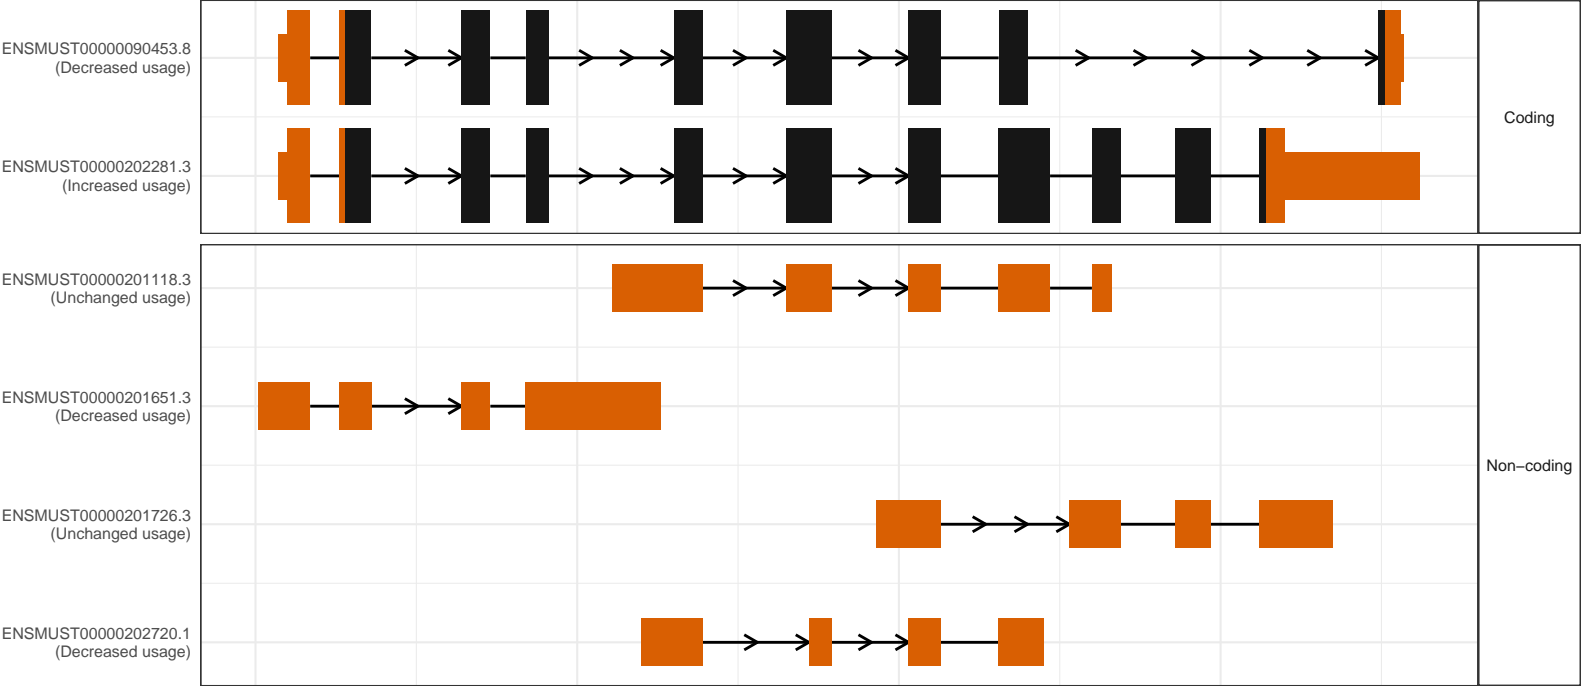 ENSMUST00000090453.8
(Decreased usage)
ENSMUST00000202281.3
(Increased usage)
Coding
ENSMUST00000201118.3
(Unchanged usage)
ENSMUST00000201651.3
(Decreased usage)
ENSMUST00000201726.3
(Unchanged usage)
ENSMUST00000202720.1
(Decreased usage)
Non−coding